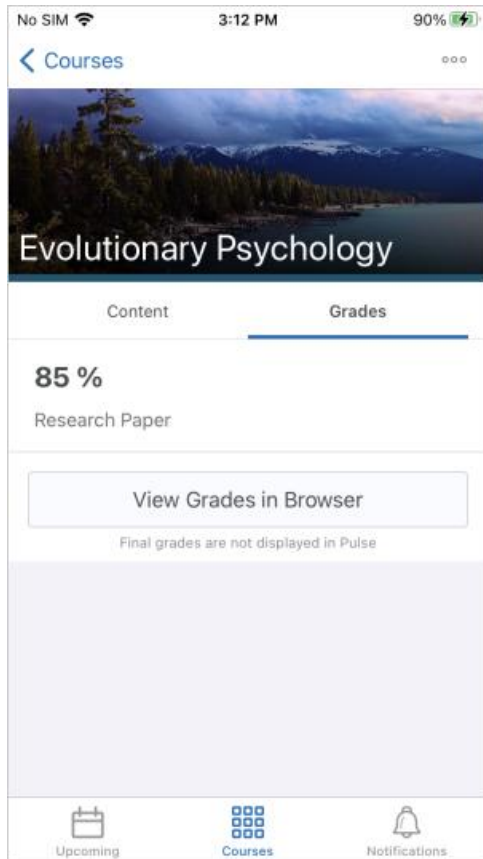 No SIM 3:12 PM 90%
Courses
Evolutionary Psychology
Content Grades
85 %
Research Paper
View Grades in Browser
Final grades are not displayed in Pulse
Upcoming Courses Notifications